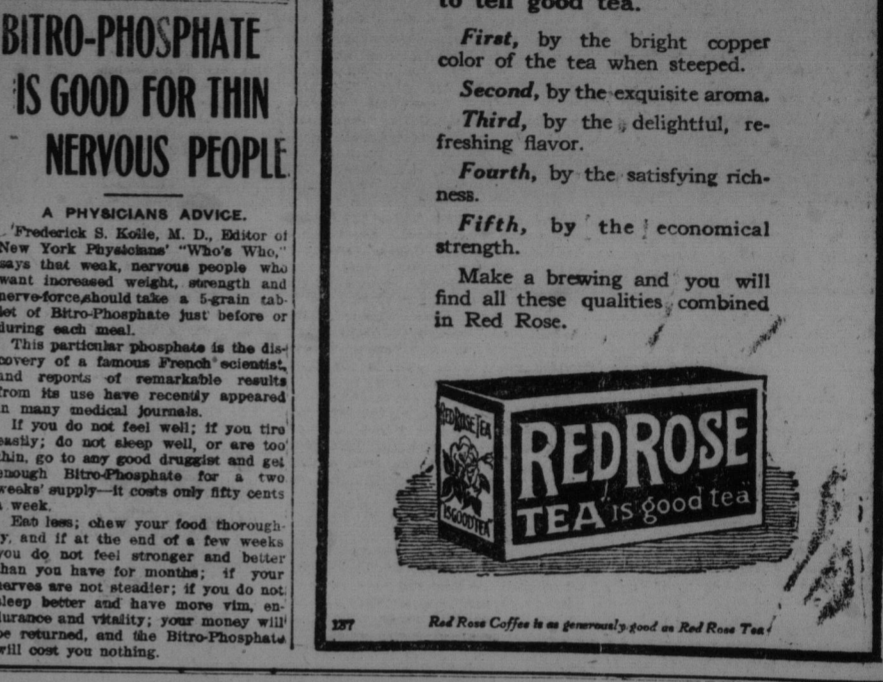 BITRO-PHOSPHATE
IS GOOD FOR THIN
NERVOUS PEOPLE
A PHYSICIANS ADVICE.
Frederick S. Kolle, M. D., Editor of
New York Physicians' "Who's Who,"
says that weak, nervous people who
want increased weight, strength and
nerve-force, should take a 5-grain tab-
let of Bitro-Phosphate just before or
during each meal.
This particular phosphate is the dis-
covery of a famous French scientist,
and reports of remarkable results
from its use have recently appeared
in many medical journals.
If you do not feel well; if you tire
easily; do not sleep well, or are too
thin, go to any good druggist and get
enough Bitro-Phosphate for a two
weeks' supply—it costs only fifty cents
a week.
Eat less; chew your food thorough-
ly, and if at the end of a few weeks
you do not feel stronger and better
than you have for months; if your
nerves are not steadier; if you do not
sleep better and have more vim, en-
durance and vitality; your money will
be returned, and the Bitro-Phosphate
will cost you nothing.
to tell good tea.
First, by the bright copper
color of the tea when steeped.
Second, by the exquisite aroma.
Third, by the delightful, re-
freshing flavor.
Fourth, by the satisfying rich-
ness.
Fifth, by the economical
strength.
Make a brewing and you will
find all these qualities combined
in Red Rose.
RED ROSE TEA
IS GOOD TEA
RED ROSE
TEA "is good tea"
137 Red Rose Coffee is as generously good as Red Rose Tea